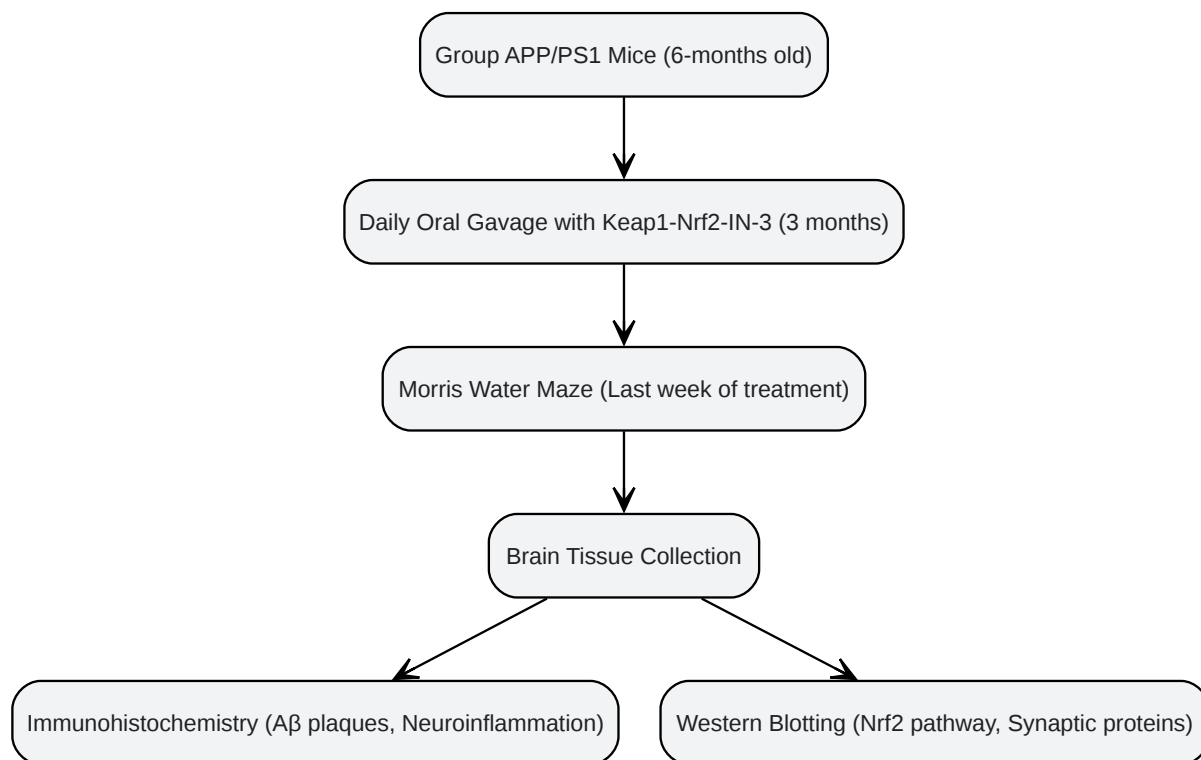 Group APP/PS1 Mice (6-months old)
Daily Oral Gavage with Keap1-Nrf2-IN-3 (3 months)
Morris Water Maze (Last week of treatment)
Brain Tissue Collection
Immunohistochemistry (Aβ plaques, Neuroinflammation)
Western Blotting (Nrf2 pathway, Synaptic proteins)